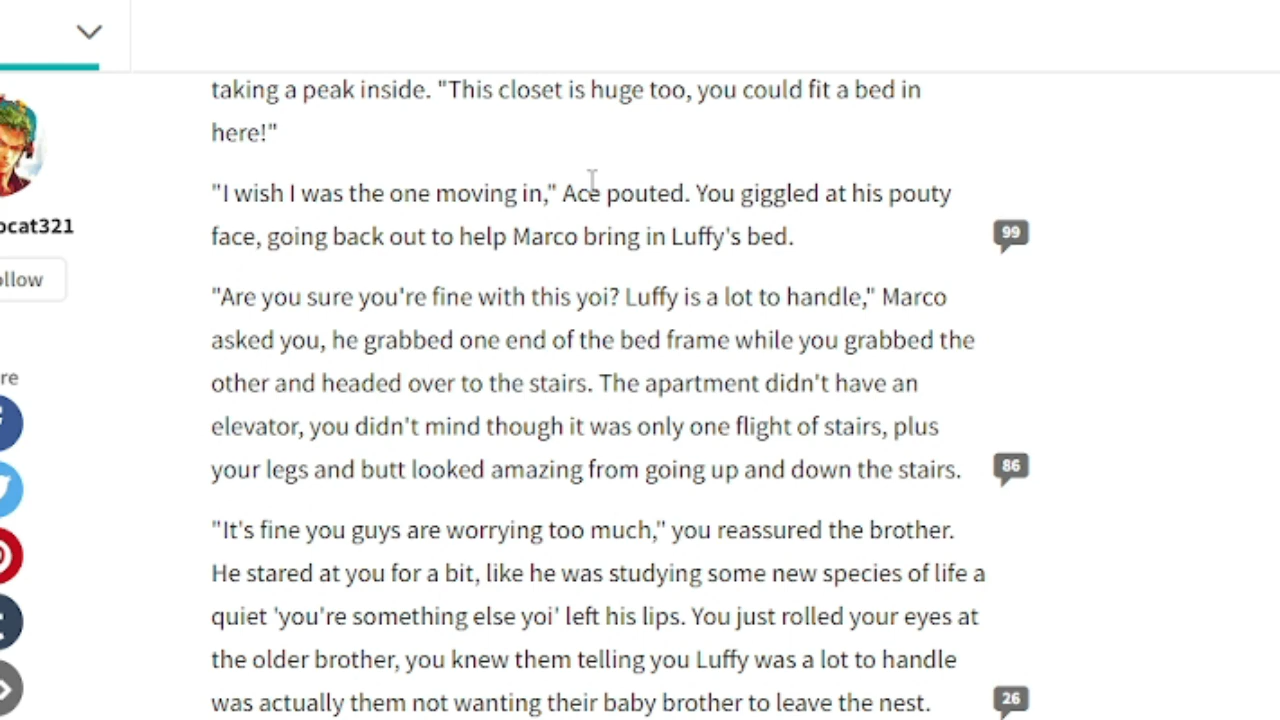 taking a peak inside. "This closet is huge too, you could fit a bed in
here!"
"I wish I was the one moving in," Ace pouted. You giggled at his pouty
face, going back out to help Marco bring in Luffy's bed.
99
"Are you sure you're fine with this yoi? Luffy is a lot to handle," Marco
asked you, he grabbed one end of the bed frame while you grabbed the
other and headed over to the stairs. The apartment didn't have an
elevator, you didn't mind though it was only one flight of stairs, plus
your legs and butt looked amazing from going up and down the stairs.
86
"It's fine you guys are worrying too much," you reassured the brother.
He stared at you for a bit, like he was studying some new species of life a
quiet 'you're something else yoi' left his lips. You just rolled your eyes at
the older brother, you knew them telling you Luffy was a lot to handle
was actually them not wanting their baby brother to leave the nest.
26
ocat321
ollow
re